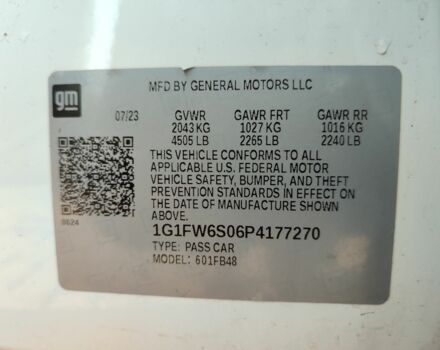 gm
MFD BY GENERAL MOTORS LLC
07/23 GVWR GAWR FRT GAWR RR
2043 KG 1027 KG 1016 KG
4505 LB 2265 LB 2240 LB
THIS VEHICLE CONFORMS TO ALL
APPLICABLE U.S. FEDERAL MOTOR
VEHICLE SAFETY, BUMPER, AND THEFT
PREVENTION STANDARDS IN EFFECT ON
THE DATE OF MANUFACTURE SHOWN
ABOVE.
8624
1G1FW6S06P4177270
TYPE: PASS CAR
MODEL: 601FB48